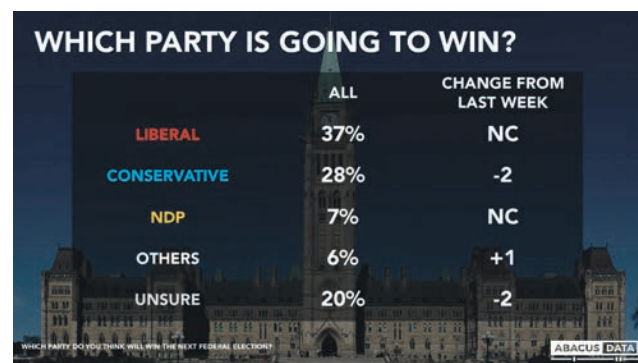 WHICH PARTY IS GOING TO WIN?
ALL
CHANGE FROM
LAST WEEK
LIBERAL 37% NC
CONSERVATIVE 28% -2
NDP 7% NC
OTHERS 6% +1
UNSURE 20% -2
WHICH PARTY DO YOU THINK WILL WIN THE NEXT FEDERAL ELECTION?
ABACUS DATA